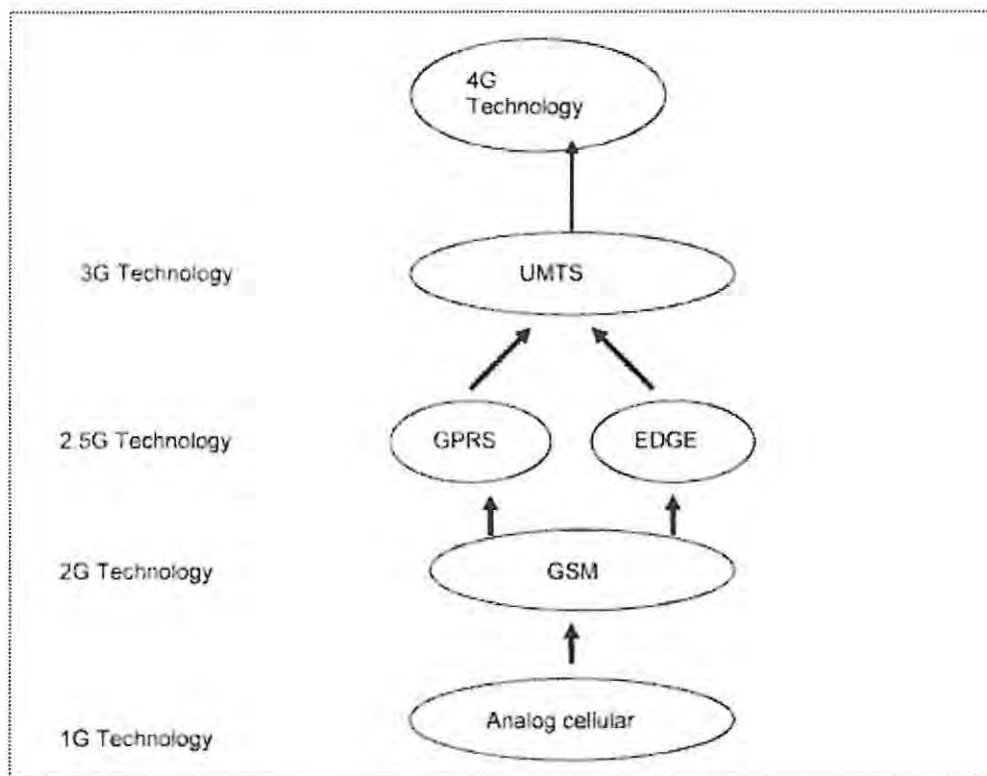 4G
Technology
3G Technology
UMTS
2.5G Technology
GPRS
EDGE
2G Technology
GSM
Analog cellular
1G Technology